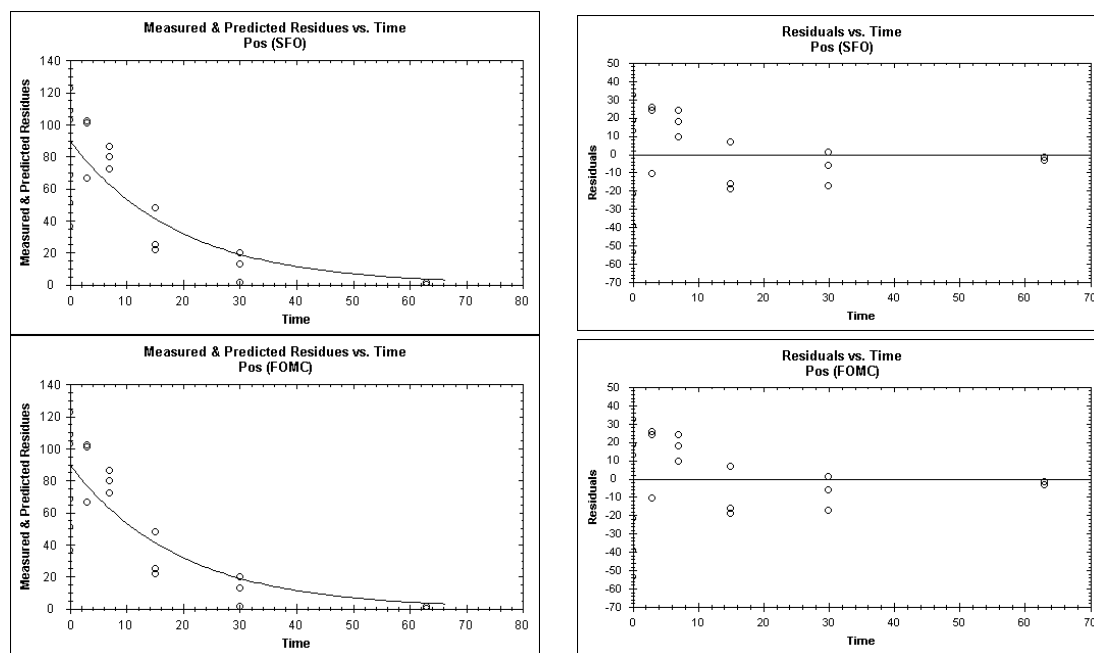 Measured & Predicted Residues vs. Time
Pos (SFO)
Measured & Predicted Residues
140
120
100
80
60
40
20
0
0 10 20 30 40 50 60 70 80
Time
Residuals vs. Time
Pos (SFO)
Residuals
50
40
30
20
10
0
-10
-20
-30
-40
-50
-60
-70
0 10 20 30 40 50 60 70
Time
Measured & Predicted Residues vs. Time
Pos (FOMC)
Measured & Predicted Residues
140
120
100
80
60
40
20
0
0 10 20 30 40 50 60 70 80
Time
Residuals vs. Time
Pos (FOMC)
Residuals
50
40
30
20
10
0
-10
-20
-30
-40
-50
-60
-70
0 10 20 30 40 50 60 70
Time